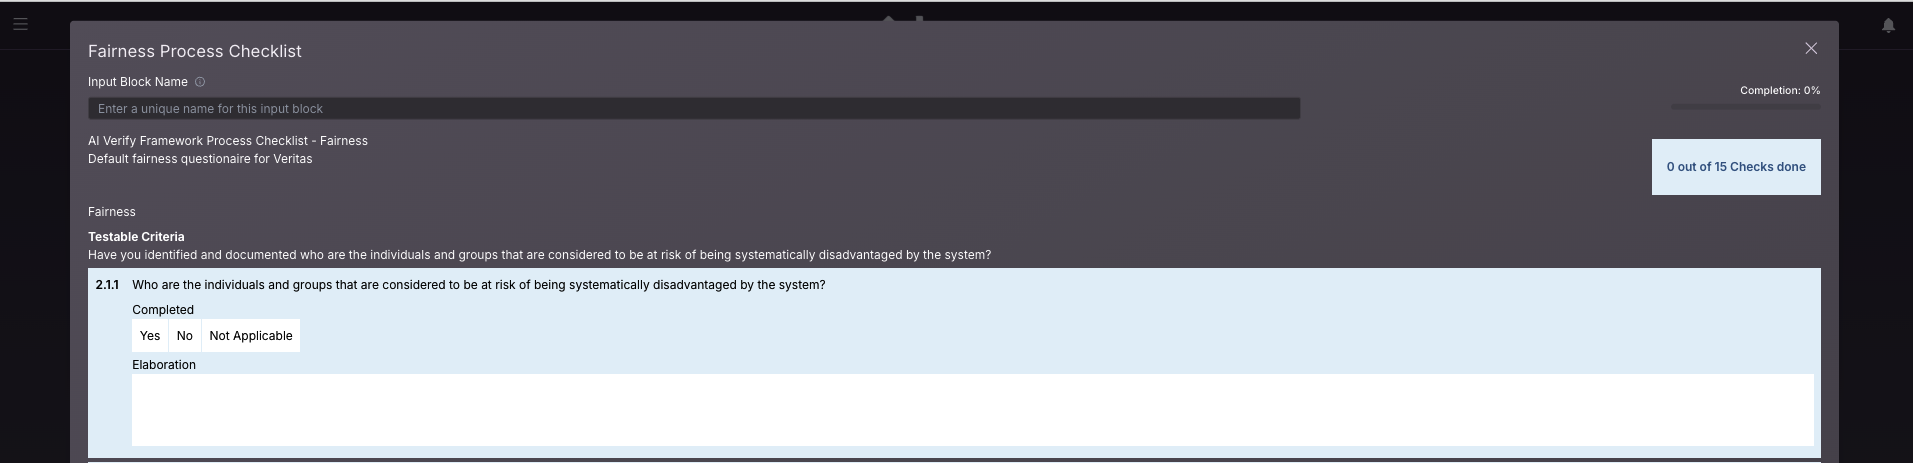 Fairness Process Checklist
Input Block Name
Enter a unique name for this input block
Completion: 0%
AI Verify Framework Process Checklist - Fairness
Default fairness questionaire for Veritas
0 out of 15 Checks done
Fairness
Testable Criteria
Have you identified and documented who are the individuals and groups that are considered to be at risk of being systematically disadvantaged by the system?
2.1.1 Who are the individuals and groups that are considered to be at risk of being systematically disadvantaged by the system?
Completed
Yes No Not Applicable
Elaboration